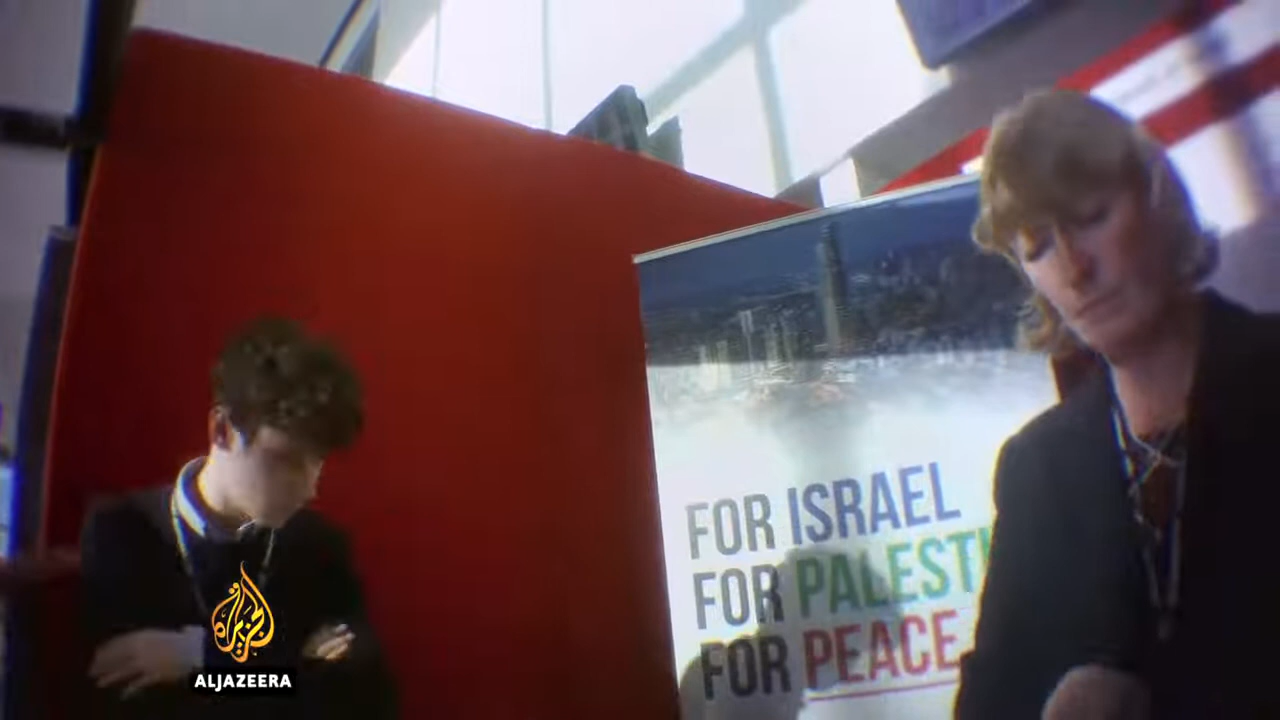 FOR ISRAEL
FOR PALESTI
FOR PEACE
الجزيرة
ALJAZEERA